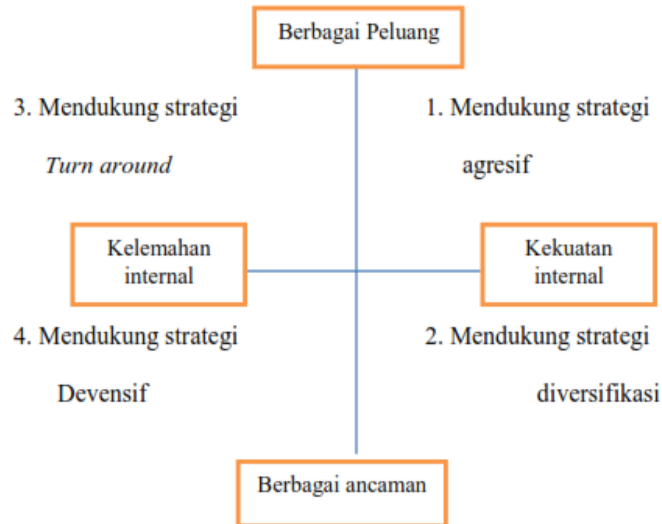 Berbagai Peluang
3. Mendukung strategi
Turn around
1. Mendukung strategi
agresif
Kelemahan
internal
Kekuatan
internal
4. Mendukung strategi
Devensif
2. Mendukung strategi
diversifikasi
Berbagai ancaman